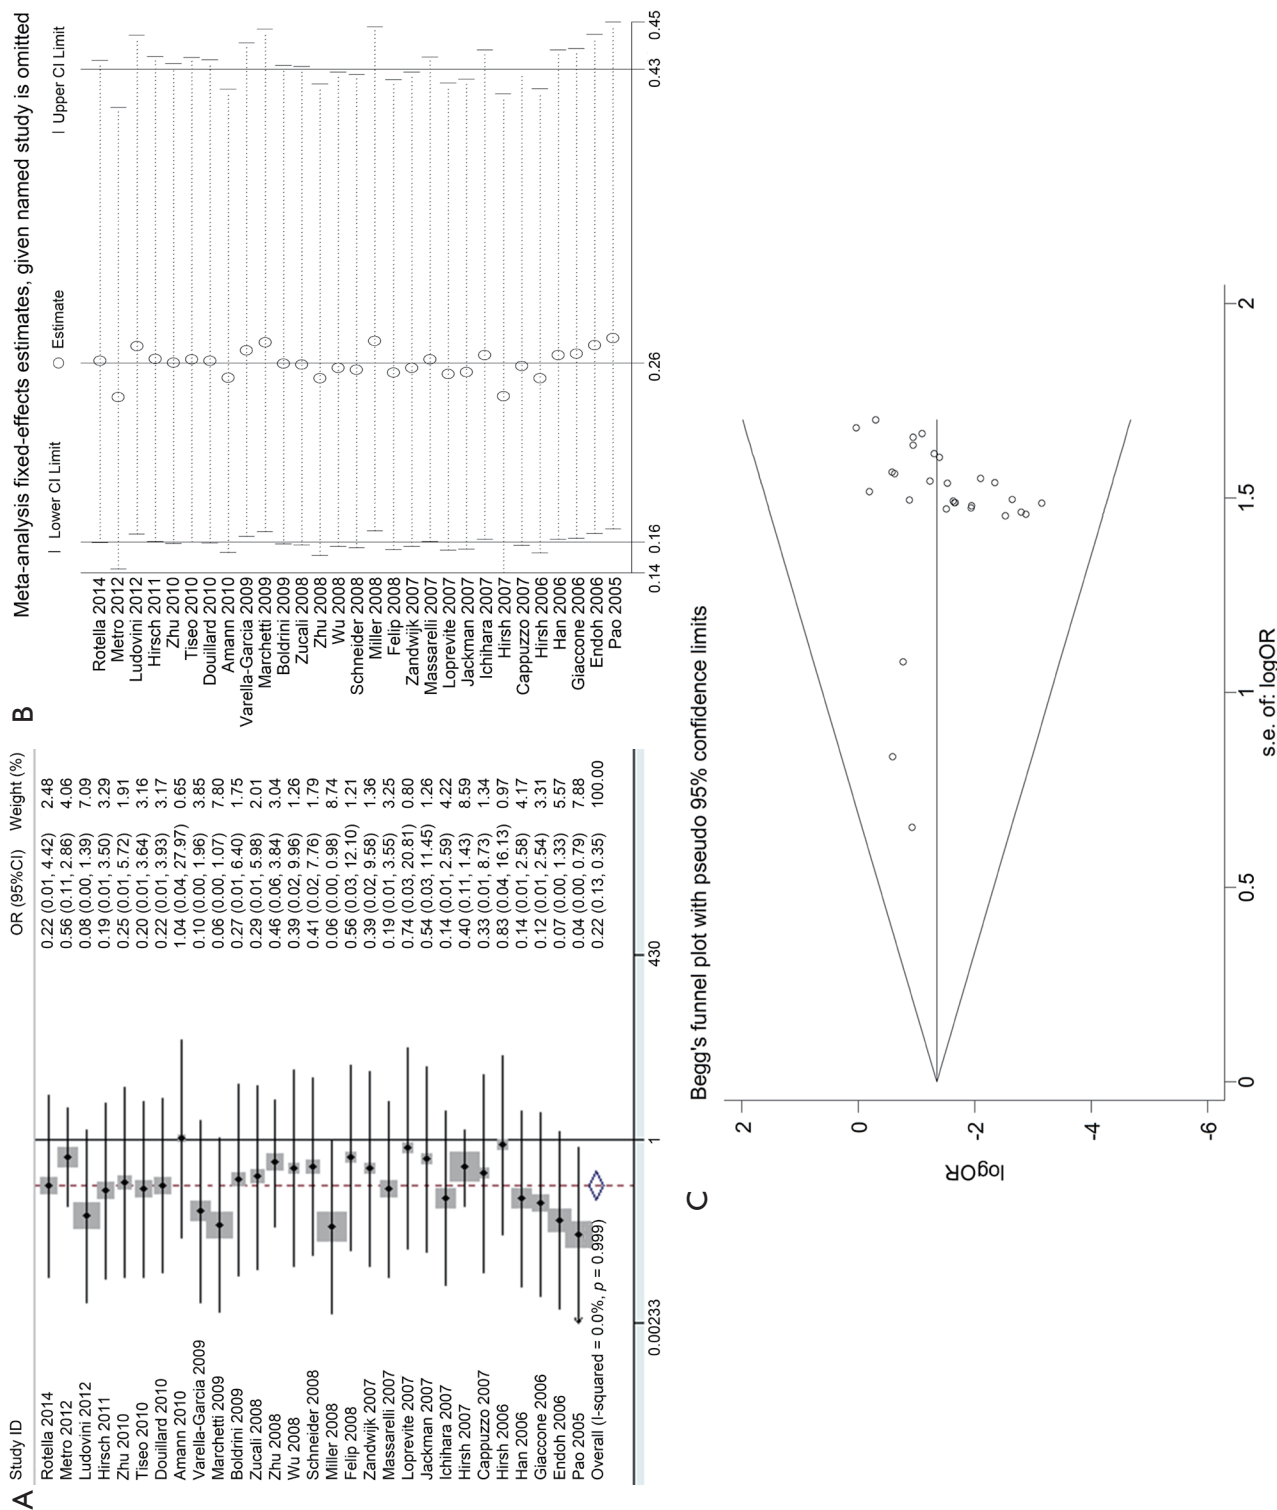 A
Study ID OR (95%CI) Weight (%)
Rotella 2014 0.22 (0.01, 4.42) 2.48
Metro 2012 0.56 (0.11, 2.86) 4.06
Ludovini 2012 0.08 (0.00, 1.39) 7.09
Hirsch 2011 0.19 (0.01, 3.50) 3.29
Zhu 2010 0.25 (0.01, 5.72) 1.91
Tiseo 2010 0.20 (0.01, 3.64) 3.16
Douillard 2010 0.22 (0.01, 3.93) 3.17
Amann 2010 1.04 (0.04, 27.97) 0.65
Varella-Garcia 2009 0.10 (0.00, 1.96) 3.85
Marchetti 2009 0.06 (0.00, 1.07) 7.80
Boldrini 2009 0.27 (0.01, 6.40) 1.75
Zucali 2008 0.29 (0.01, 5.98) 2.01
Zhu 2008 0.46 (0.06, 3.84) 3.04
Wu 2008 0.39 (0.02, 9.96) 1.26
Schneider 2008 0.41 (0.02, 7.76) 1.79
Miller 2008 0.06 (0.00, 0.98) 8.74
Felip 2008 0.56 (0.03, 12.10) 1.21
Zandwijk 2007 0.39 (0.02, 9.58) 1.36
Massarelli 2007 0.19 (0.01, 3.55) 3.25
Loprevite 2007 0.74 (0.03, 20.81) 0.80
Jackman 2007 0.54 (0.03, 11.45) 1.26
Ichihara 2007 0.14 (0.01, 2.59) 4.22
Hirsh 2007 0.40 (0.11, 1.43) 8.59
Cappuzzo 2007 0.33 (0.01, 8.73) 1.34
Hirsh 2006 0.83 (0.04, 16.13) 0.97
Han 2006 0.14 (0.01, 2.58) 4.17
Giaccone 2006 0.12 (0.01, 2.54) 3.31
Endoh 2006 0.07 (0.00, 1.33) 5.57
Pao 2005 0.04 (0.00, 0.79) 7.88
Overall (I-squared = 0.0%, p = 0.999) 0.22 (0.13, 0.35) 100.00
0.00233 1 430
B
Meta-analysis fixed-effects estimates, given named study is omitted
Lower CI Limit Estimate Upper CI Limit
Rotella 2014
Metro 2012
Ludovini 2012
Hirsch 2011
Zhu 2010
Tiseo 2010
Douillard 2010
Amann 2010
Varella-Garcia 2009
Marchetti 2009
Boldrini 2009
Zucali 2008
Zhu 2008
Wu 2008
Schneider 2008
Miller 2008
Felip 2008
Zandwijk 2007
Massarelli 2007
Loprevite 2007
Jackman 2007
Ichihara 2007
Hirsh 2007
Cappuzzo 2007
Hirsh 2006
Han 2006
Giaccone 2006
Endoh 2006
Pao 2005
0.14 0.16 0.26 0.43 0.45
C
Begg's funnel plot with pseudo 95% confidence limits
logOR
2
0
-2
-4
-6
0 0.5 1 1.5 2
s.e. of: logOR